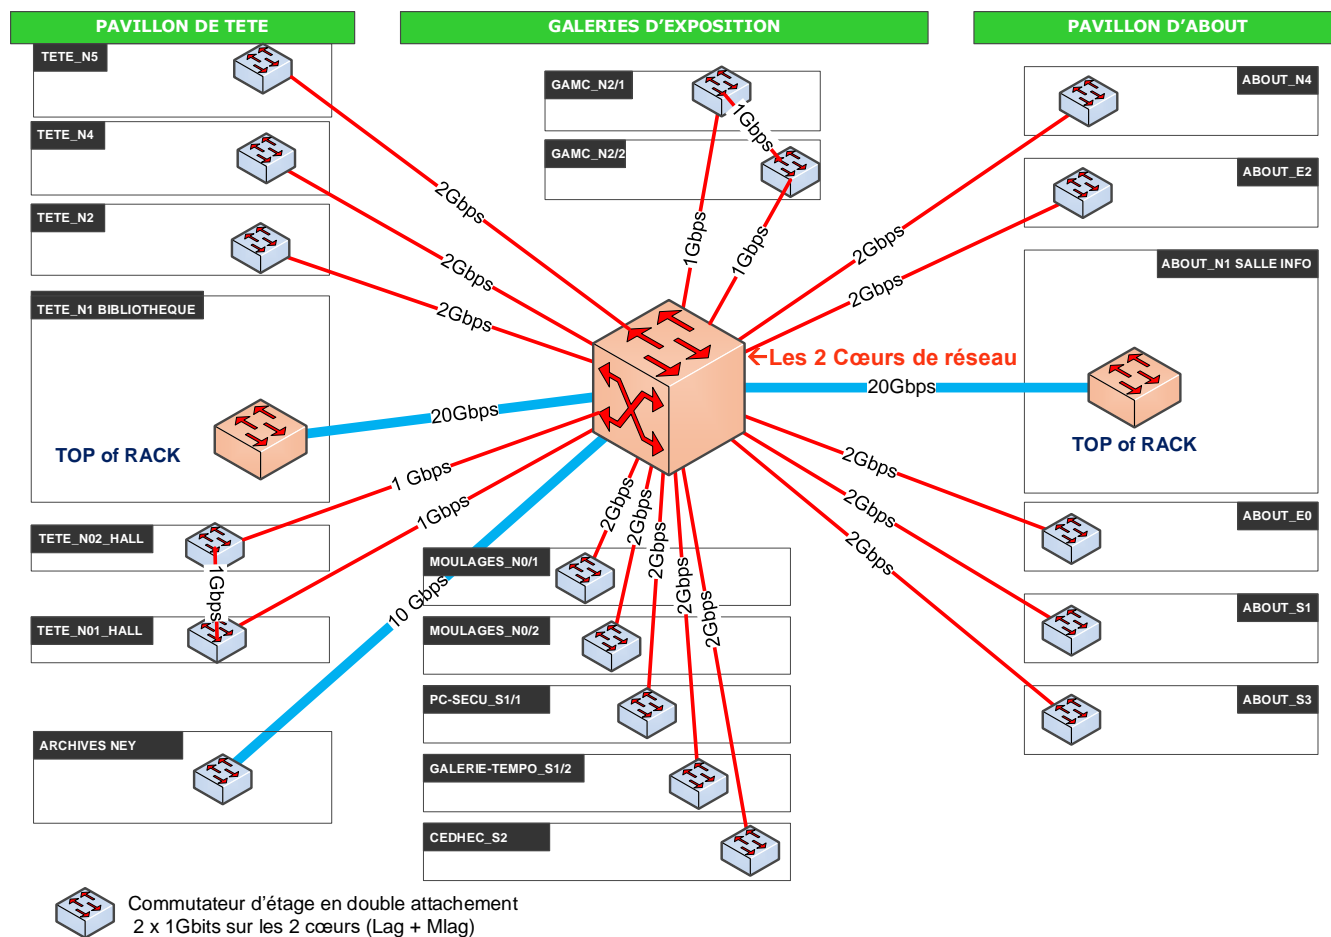 PAVILLON DE TETE
GALERIES D’EXPOSITION
PAVILLON D’ABOUT
TETE_N5
TETE_N4
TETE_N2
TETE_N1 BIBLIOTHEQUE
TOP of RACK
TETE_N02_HALL
TETE_N01_HALL
ARCHIVES NEY
GAMC_N2/1
GAMC_N2/2
1Gbps
1Gbps
1Gbps
2Gbps
2Gbps
2Gbps
20Gbps
1 Gbps
1Gbps
1Gbps
10 Gbps
←Les 2 Cœurs de réseau
20Gbps
2Gbps
2Gbps
2Gbps
2Gbps
2Gbps
2Gbps
2Gbps
2Gbps
2Gbps
2Gbps
MOULAGES_N0/1
MOULAGES_N0/2
PC-SECU_S1/1
GALERIE-TEMPO_S1/2
CEDHEC_S2
ABOUT_N4
ABOUT_E2
ABOUT_N1 SALLE INFO
TOP of RACK
ABOUT_E0
ABOUT_S1
ABOUT_S3
Commutateur d’étage en double attachement
2 x 1Gbits sur les 2 cœurs (Lag + Mlag)